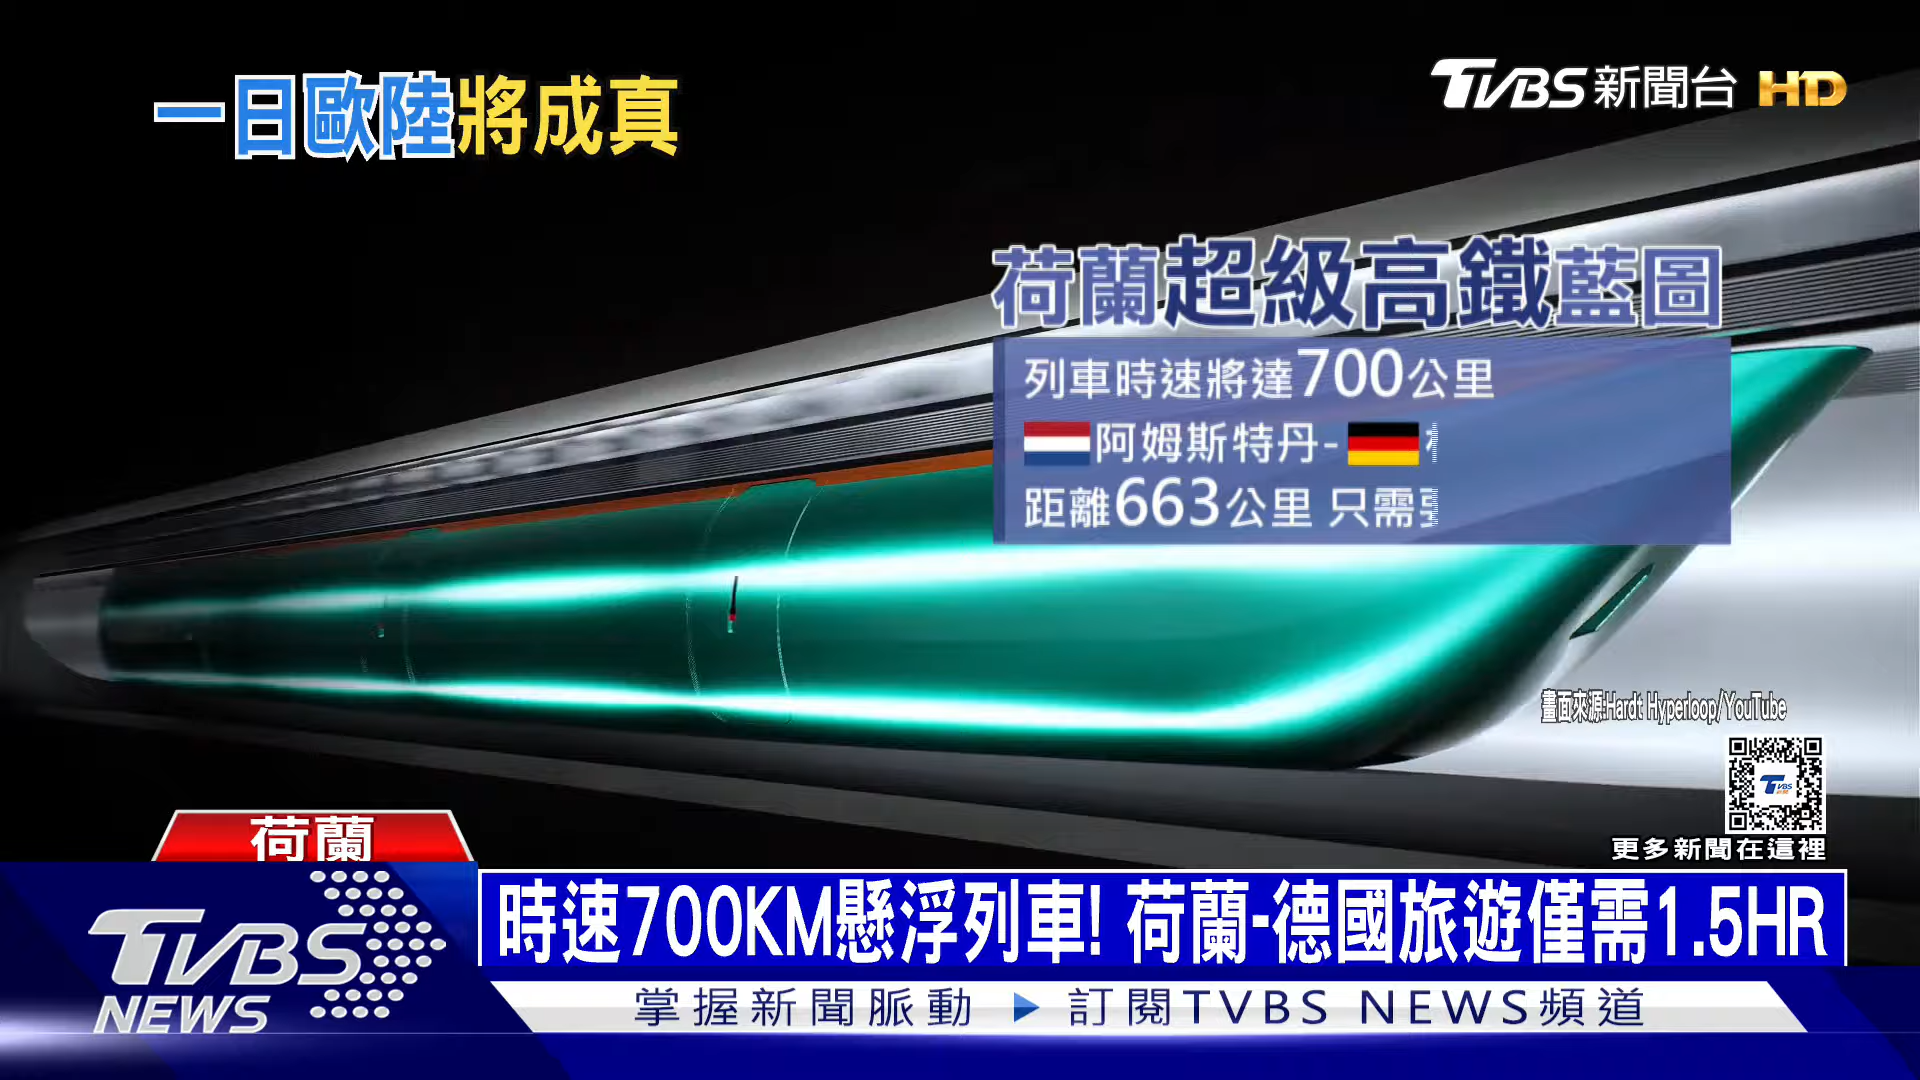 一日歐陸將成真
TVBS新聞台 HD
荷蘭超級高鐵藍圖
列車時速將達700公里
阿姆斯特丹-
距離663公里 只需
畫面來源:Hardt Hyperloop/YouTube
TVBS
更多新聞在這裡
荷蘭
時速700KM懸浮列車! 荷蘭-德國旅遊僅需1.5HR
TVBS
NEWS
掌握新聞脈動 ▶ 訂閱TVBS NEWS頻道